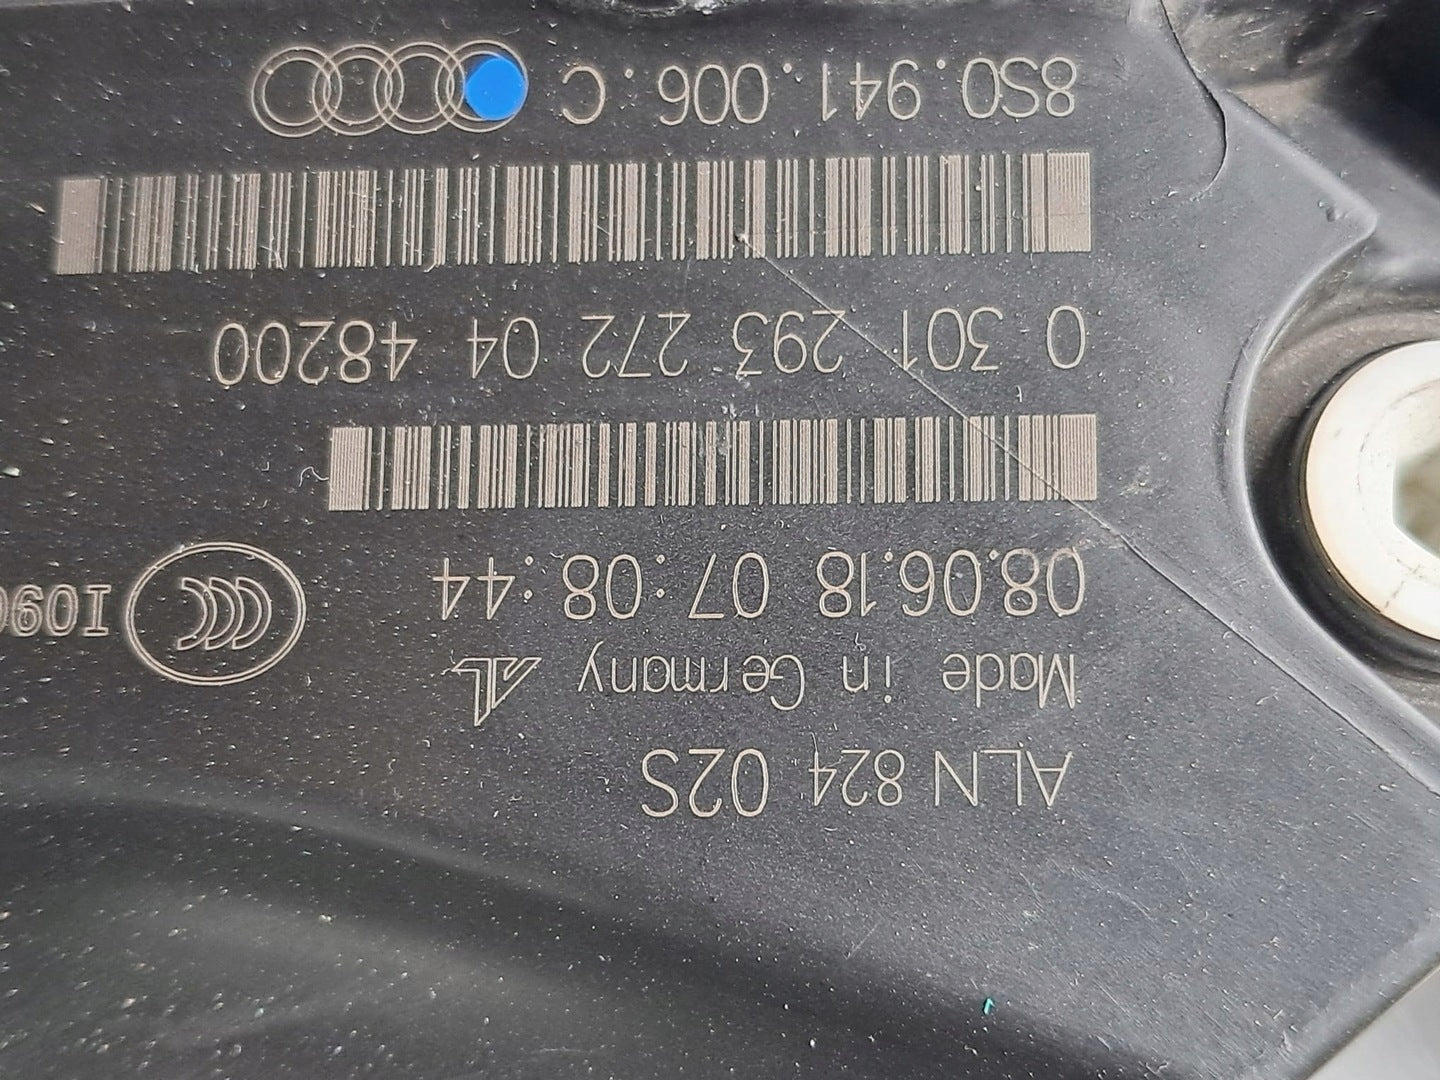 ALN 824 02S
Made in Germany
08.06.18 07:08:44
0 301 293 272 04 48200
8S0.941.006.C